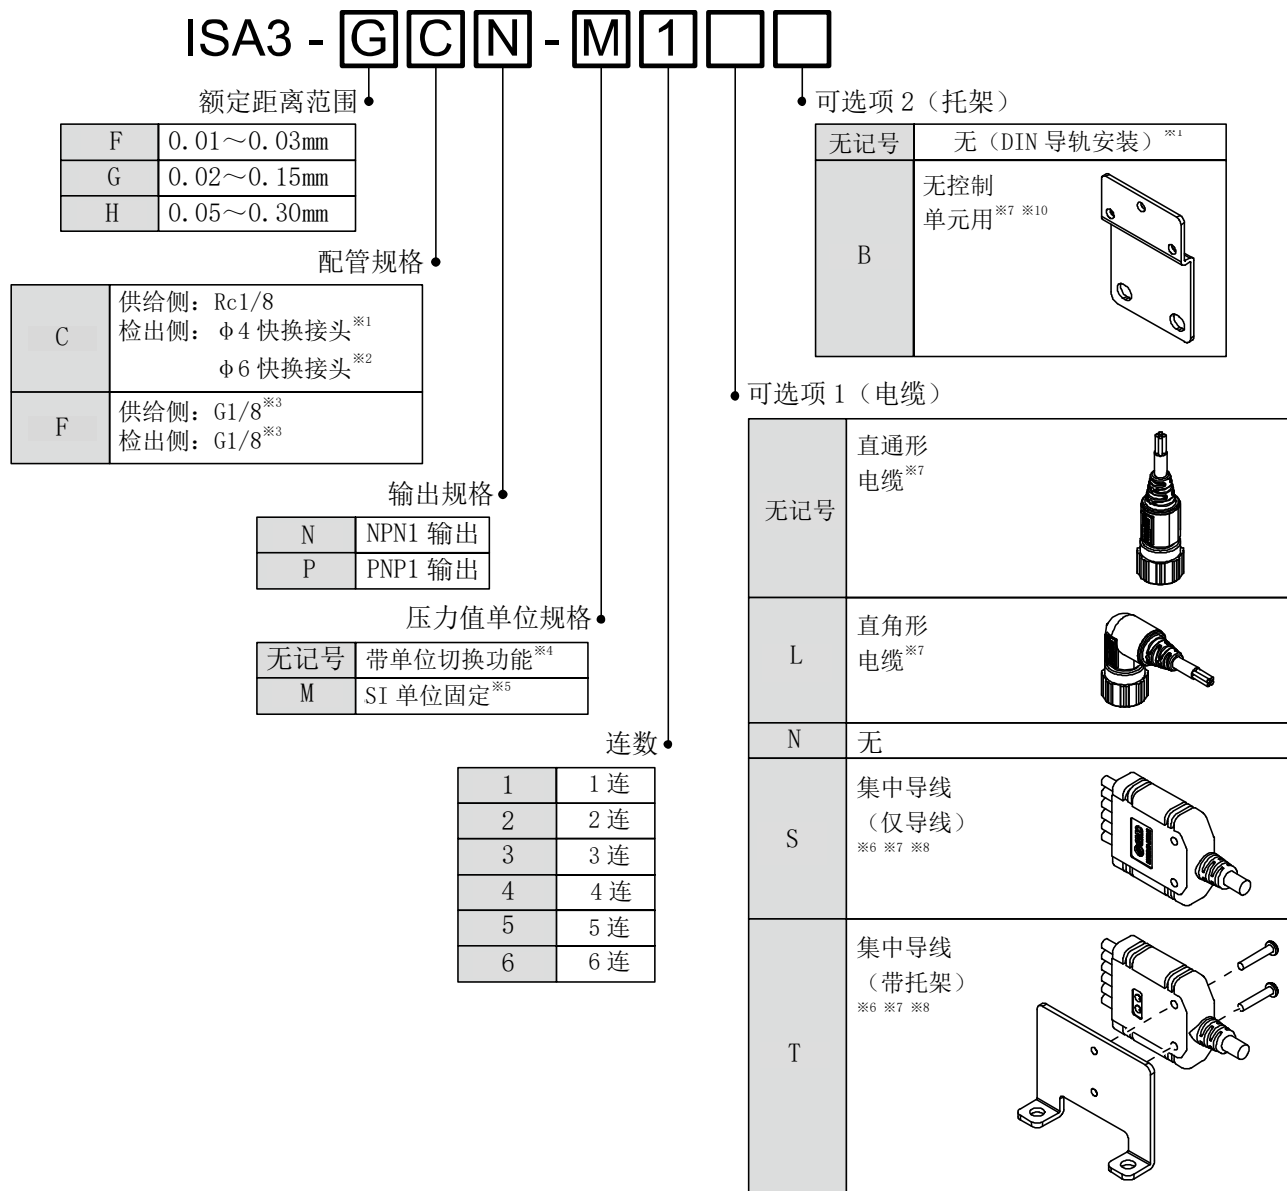 ISA3 - G C N - M 1
额定距离范围
F 0.01～0.03mm
G 0.02～0.15mm
H 0.05～0.30mm
配管规格
C
供给侧：Rc1/8
检出侧：φ4 快换接头※1
φ6 快换接头※2
F
供给侧：G1/8※3
检出侧：G1/8※3
输出规格
N NPN1 输出
P PNP1 输出
压力值单位规格
无记号 带单位切换功能※4
M SI 单位固定※5
连数
1 1 连
2 2 连
3 3 连
4 4 连
5 5 连
6 6 连
可选项 2（托架）
无记号 无（DIN 导轨安装）※1
B
无控制
单元用※7 ※10
可选项 1（电缆）
无记号
直通形
电缆※7
L
直角形
电缆※7
N 无
S
集中导线
（仅导线）
※6 ※7 ※8
T
集中导线
（带托架）
※6 ※7 ※8